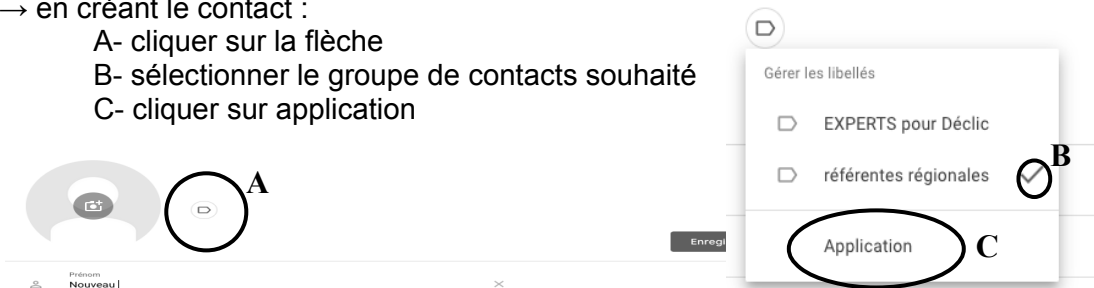 → en créant le contact :
A- cliquer sur la flèche
B- sélectionner le groupe de contacts souhaité
C- cliquer sur application
A
Enregi
Prénom
Nouveau
Gérer les libellés
EXPERTS pour Déclic
référentes régionales
B
Application
C